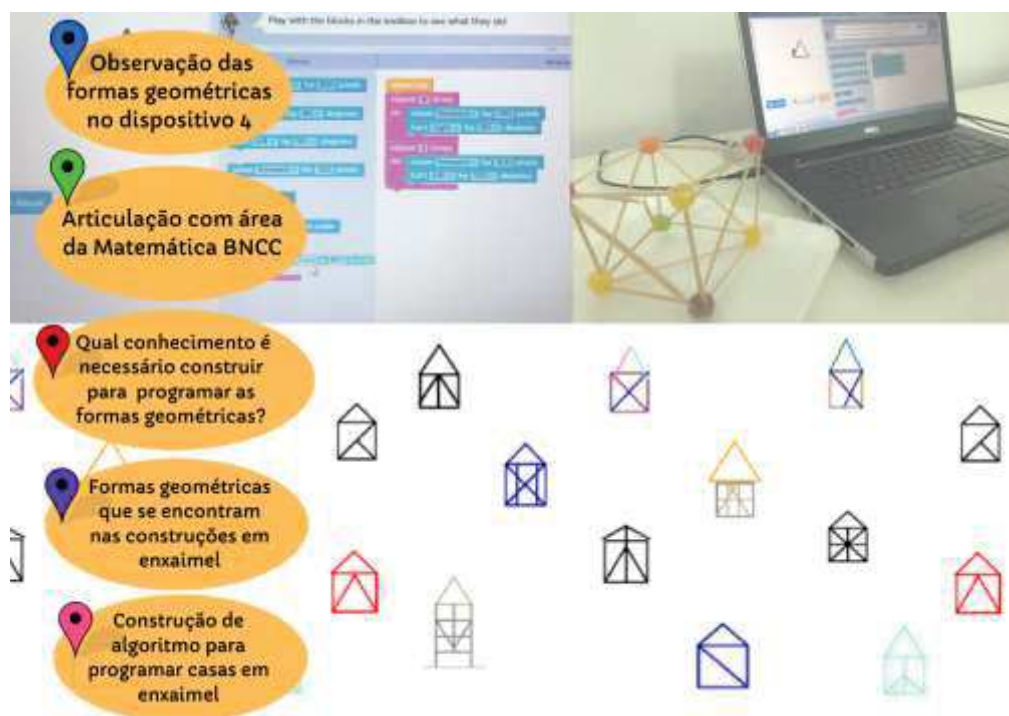 Play with the blocks in the toolbox to see what they do!
Observação das
formas geométricas
no dispositivo 4
Articulação com área
da Matemática BNCC
Qual conhecimento é
necessário construir
para programar as
formas geométricas?
Formas geométricas
que se encontram
nas construções em
enxaimel
Construção de
algoritmo para
programar casas em
enxaimel